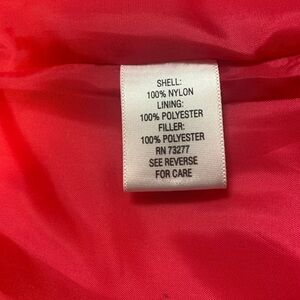 SHELL:
100% NYLON
LINING:
100% POLYESTER
FILLER:
100% POLYESTER
RN 73277
SEE REVERSE
FOR CARE